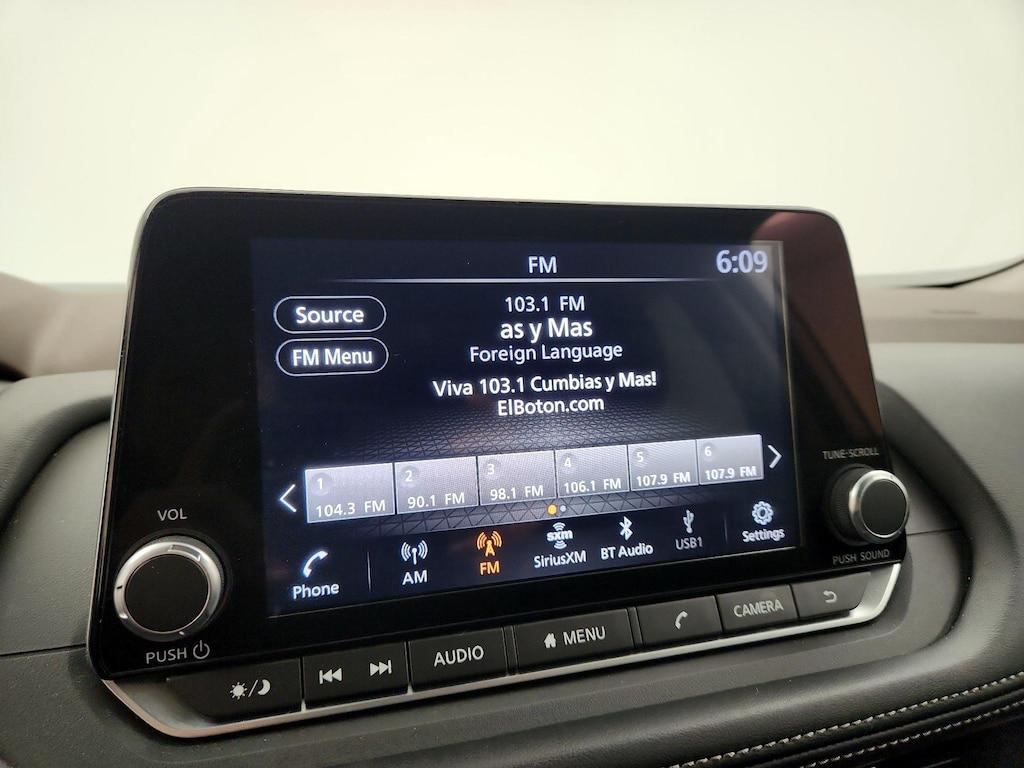 FM
6:09
Source
103.1 FM
as y Mas
FM Menu
Foreign Language
Viva 103.1 Cumbias y Mas!
ElBoton.com
1
104.3 FM
2
90.1 FM
3
98.1 FM
4
106.1 FM
5
107.9 FM
6
107.9 FM
TUNE·SCROLL
VOL
Phone
AM
FM
sxm
SiriusXM
BT Audio
USB1
Settings
PUSH SOUND
PUSH
AUDIO
MENU
CAMERA